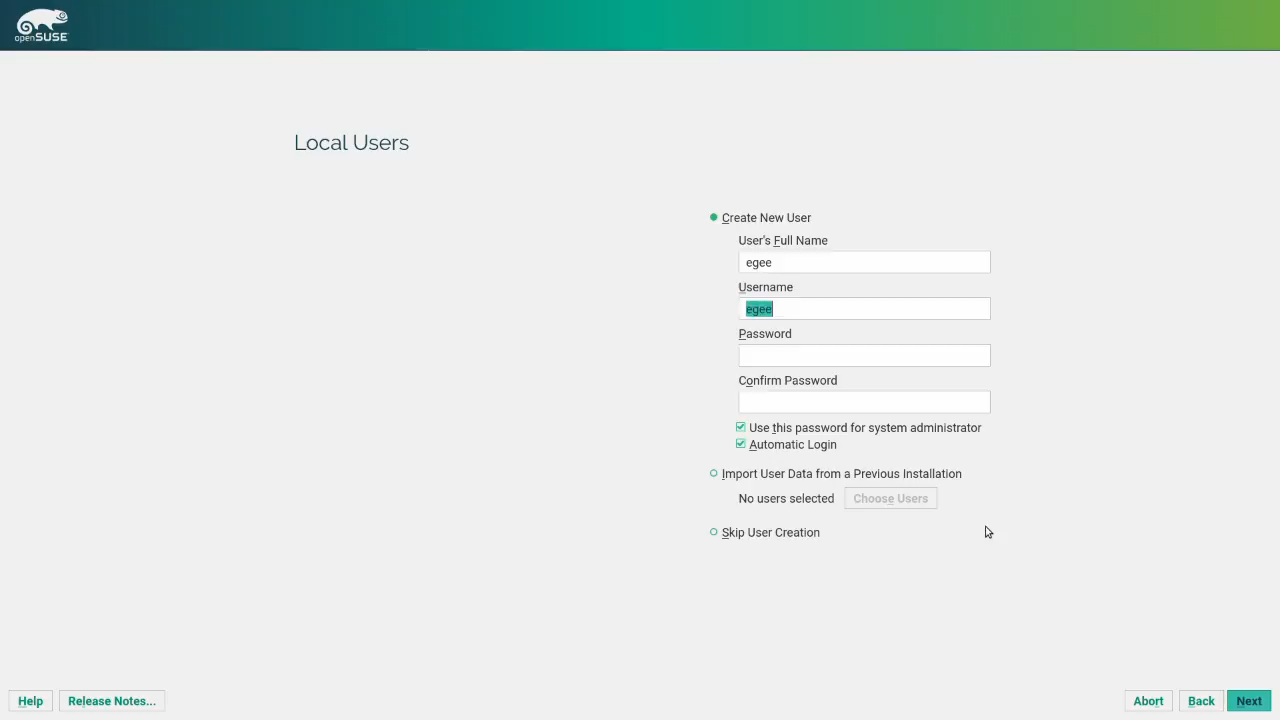 openSUSE
Local Users
Create New User
User's Full Name
egee
Username
egee
Password
Confirm Password
Use this password for system administrator
Automatic Login
Import User Data from a Previous Installation
No users selected Choose Users
Skip User Creation
Help Release Notes... Abort Back Next